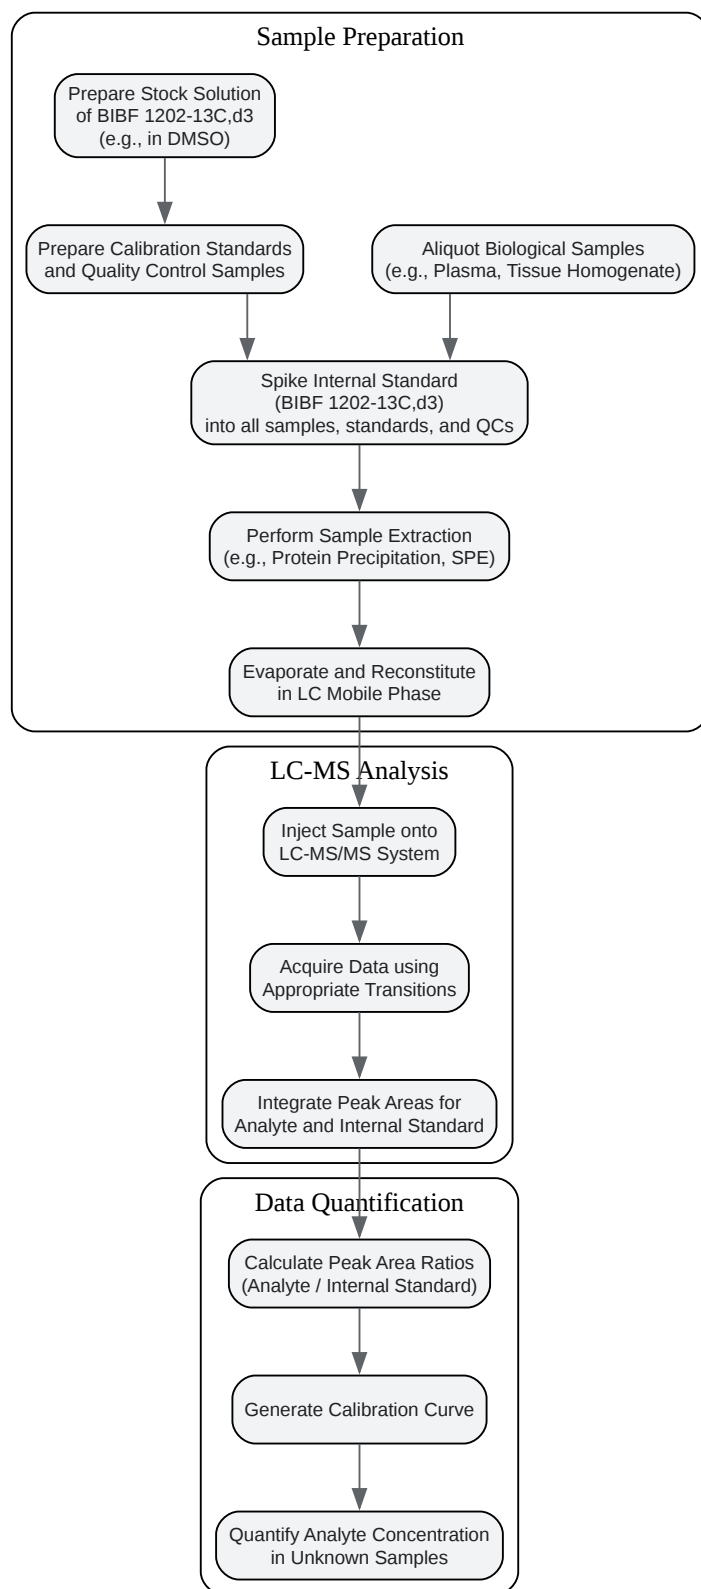 Sample Preparation
Prepare Stock Solution
of BIBF 1202-13C,d3
(e.g., in DMSO)
Prepare Calibration Standards
and Quality Control Samples
Aliquot Biological Samples
(e.g., Plasma, Tissue Homogenate)
Spike Internal Standard
(BIBF 1202-13C,d3)
into all samples, standards, and QCs
Perform Sample Extraction
(e.g., Protein Precipitation, SPE)
Evaporate and Reconstitute
in LC Mobile Phase
LC-MS Analysis
Inject Sample onto
LC-MS/MS System
Acquire Data using
Appropriate Transitions
Integrate Peak Areas for
Analyte and Internal Standard
Data Quantification
Calculate Peak Area Ratios
(Analyte / Internal Standard)
Generate Calibration Curve
Quantify Analyte Concentration
in Unknown Samples